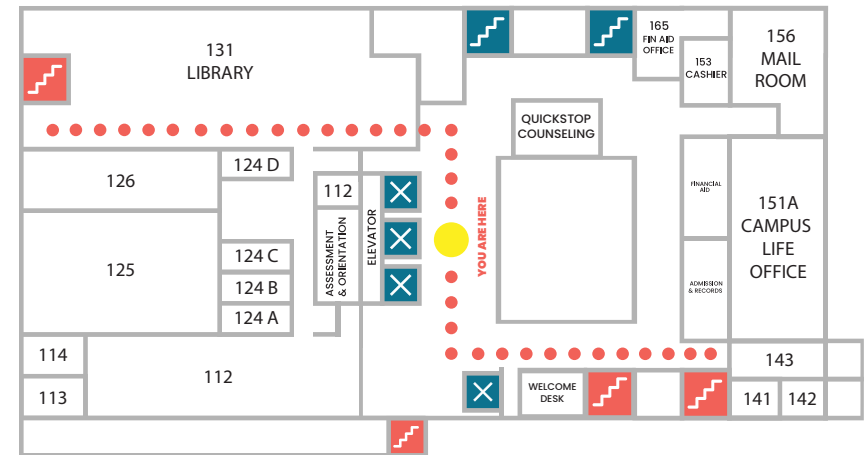 131
LIBRARY
165
FIN AID
OFFICE
153
CASHIER
156
MAIL
ROOM
QUICKSTOP
COUNSELING
126
124 D
112
ELEVATOR
ASSESSMENT
& ORIENTATION
YOU ARE HERE
FINANCIAL
AID
151A
CAMPUS
LIFE
OFFICE
125
124 C
124 B
124 A
ADMISSION
& RECORDS
114
113
112
WELCOME
DESK
143
141
142